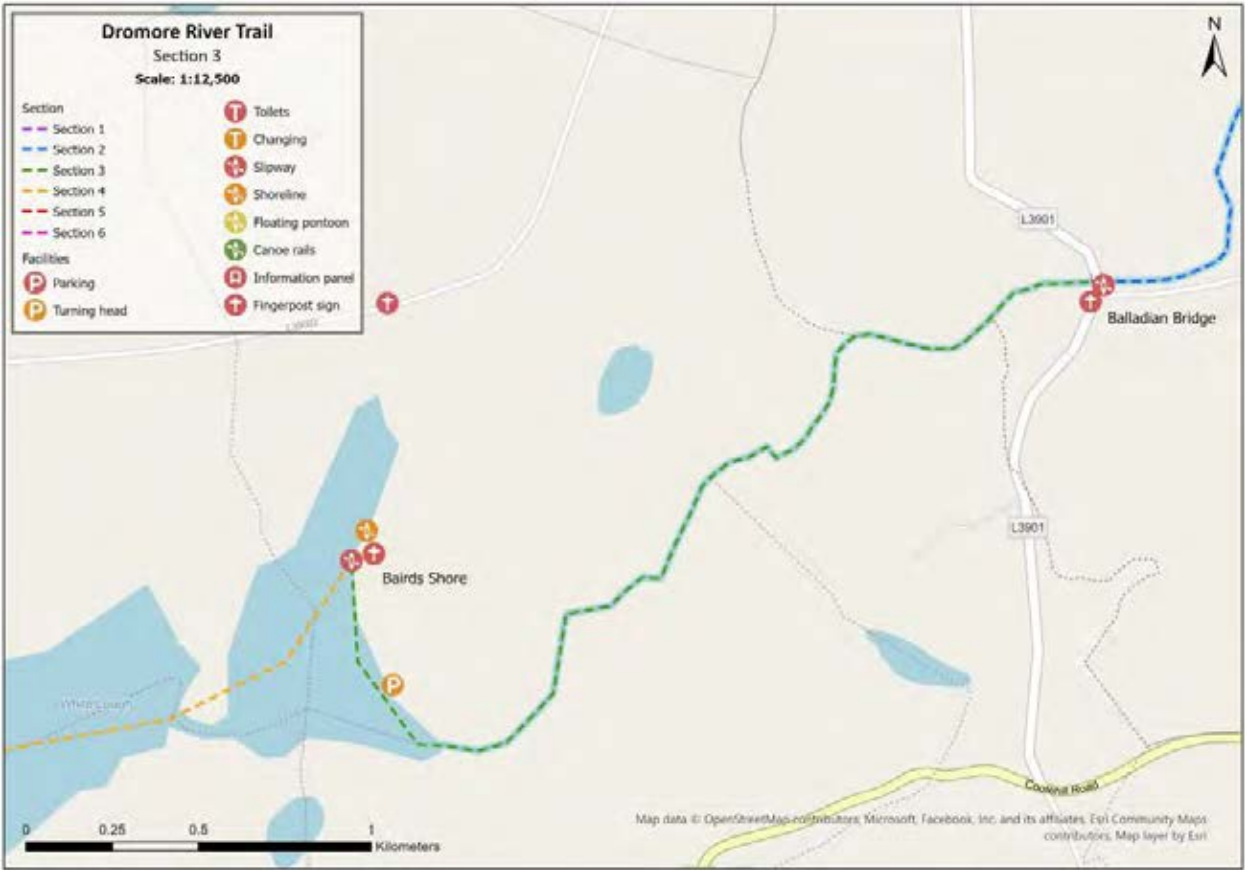 Dromore River Trail
Section 3
Scale: 1:12,500
Section
Section 1
Section 2
Section 3
Section 4
Section 5
Section 6
Facilities
P Parking
P Turning head
Toilets
Changing
Slipway
Shoreline
Floating pontoon
Canoe rails
Information panel
Fingerpost sign
N
L3901
Balladian Bridge
L3901
Bairds Shore
P
White Lough
Cootehill Road
0 0.25 0.5 1
Kilometers
Map data © OpenStreetMap contributors, Microsoft, Facebook, Inc. and its affiliates, Esri Community Maps
contributors, Map layer by Esri